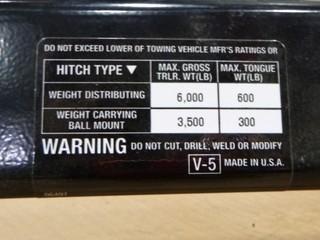 DO NOT EXCEED LOWER OF TOWING VEHICLE MFR'S RATINGS OR
HITCH TYPE ▼ MAX. GROSS TRLR. WT(LB) MAX. TONGUE WT(LB)
WEIGHT DISTRIBUTING 6,000 600
WEIGHT CARRYING BALL MOUNT 3,500 300
WARNING DO NOT CUT, DRILL, WELD OR MODIFY
V-5 MADE IN U.S.A.